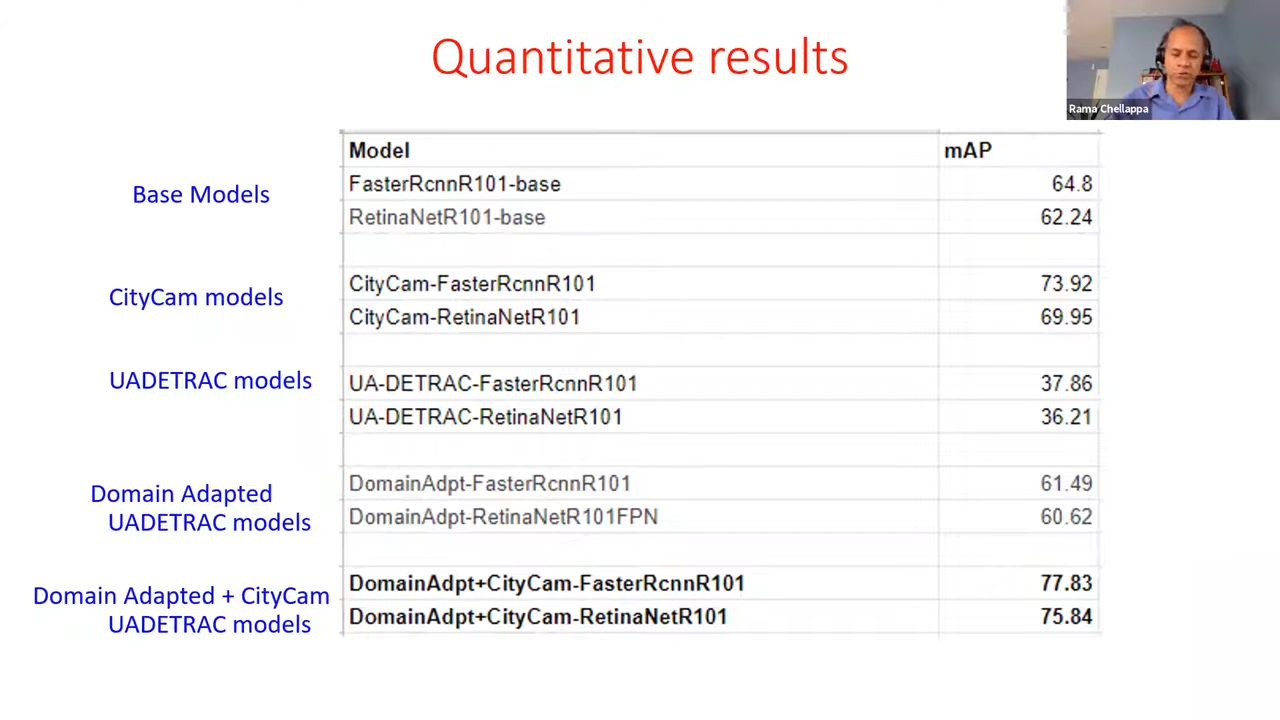 Quantitative results
Rama Chellappa
Model mAP
Base Models
FasterRcnnR101-base 64.8
RetinaNetR101-base 62.24
CityCam models
CityCam-FasterRcnnR101 73.92
CityCam-RetinaNetR101 69.95
UADETRAC models
UA-DETRAC-FasterRcnnR101 37.86
UA-DETRAC-RetinaNetR101 36.21
Domain Adapted
UADETRAC models
DomainAdpt-FasterRcnnR101 61.49
DomainAdpt-RetinaNetR101FPN 60.62
Domain Adapted + CityCam
UADETRAC models
DomainAdpt+CityCam-FasterRcnnR101 77.83
DomainAdpt+CityCam-RetinaNetR101 75.84